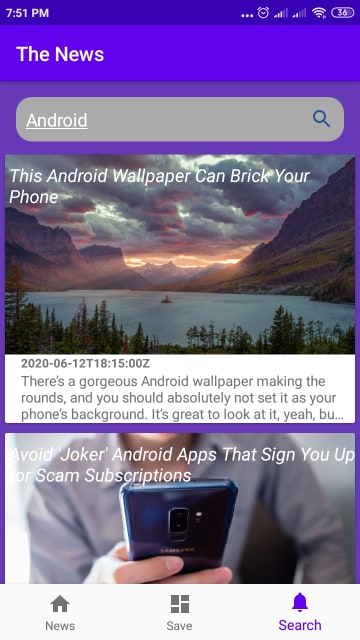 7:51 PM
36
The News
Android
This Android Wallpaper Can Brick Your
Phone
2020-06-12T18:15:00Z
There's a gorgeous Android wallpaper making the
rounds, and you should absolutely not set it as your
phone's background. It's great to look at it, yeah, bu...
Avoid 'Joker' Android Apps That Sign You Up
for Scam Subscriptions
SAMSUNG
News
Save
Search